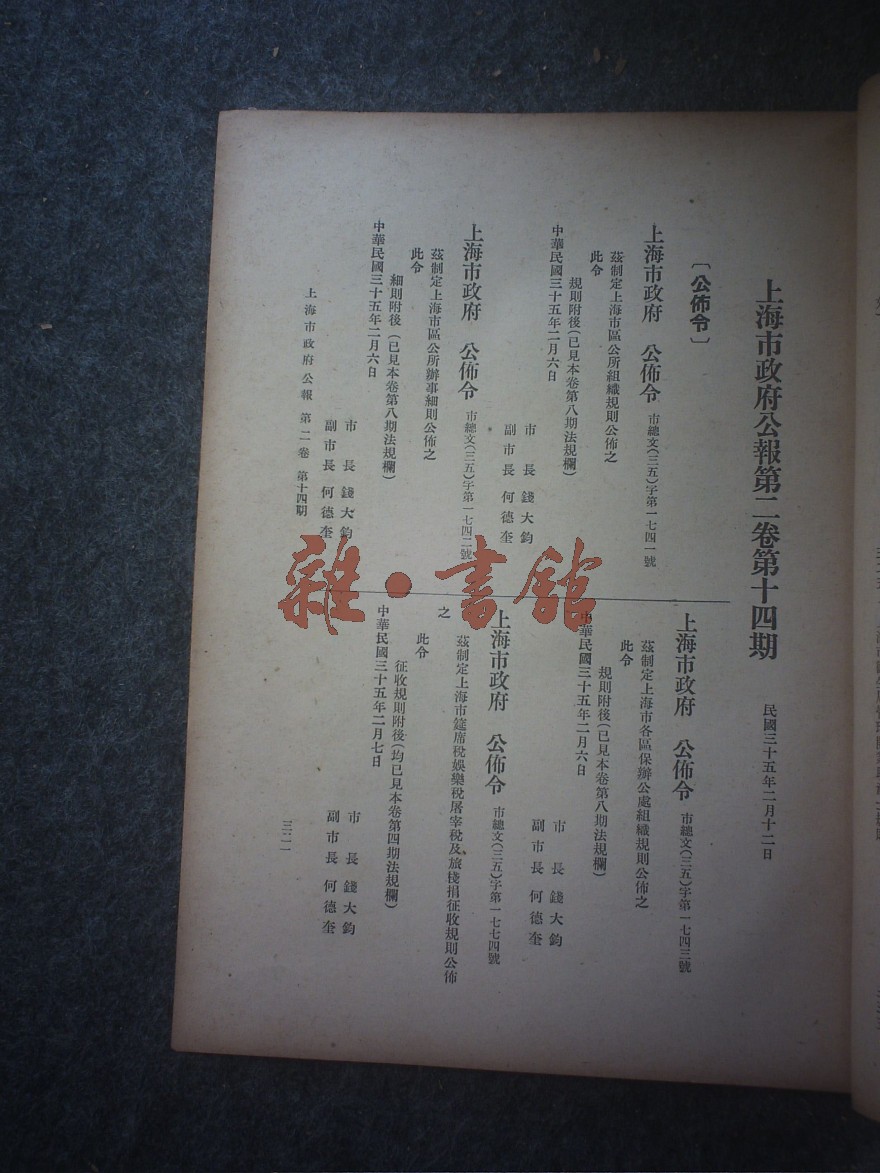 上海市政府公報第二卷第十四期
民國三十五年二月十二日
〔公佈令〕
上海市政府 公佈令 市總文(三五)字第一七四一號
茲制定上海市區公所組織規則公佈之
此令
規則附後(已見本卷第八期法規欄)
中華民國三十五年二月六日
市長 錢大鈞
副市長 何德奎
上海市政府 公佈令 市總文(三五)字第一七四二號
茲制定上海市區公所辦事細則公佈之
此令
細則附後(已見本卷第八期法規欄)
中華民國三十五年二月六日
市長 錢大鈞
副市長 何德奎
上海市政府 公佈令 市總文(三五)字第一七四三號
茲制定上海市各區保辦公處組織規則公佈之
此令
規則附後(已見本卷第八期法規欄)
中華民國三十五年二月六日
市長 錢大鈞
副市長 何德奎
上海市政府 公佈令 市總文(三五)字第一七七四號
茲制定上海市筵席稅娛樂稅屠宰稅及旅棧捐征收規則公佈
之
此令
征收規則附後(均已見本卷第四期法規欄)
中華民國三十五年二月七日
市長 錢大鈞
副市長 何德奎
上海市政府公報 第二卷 第十四期
雜·書館